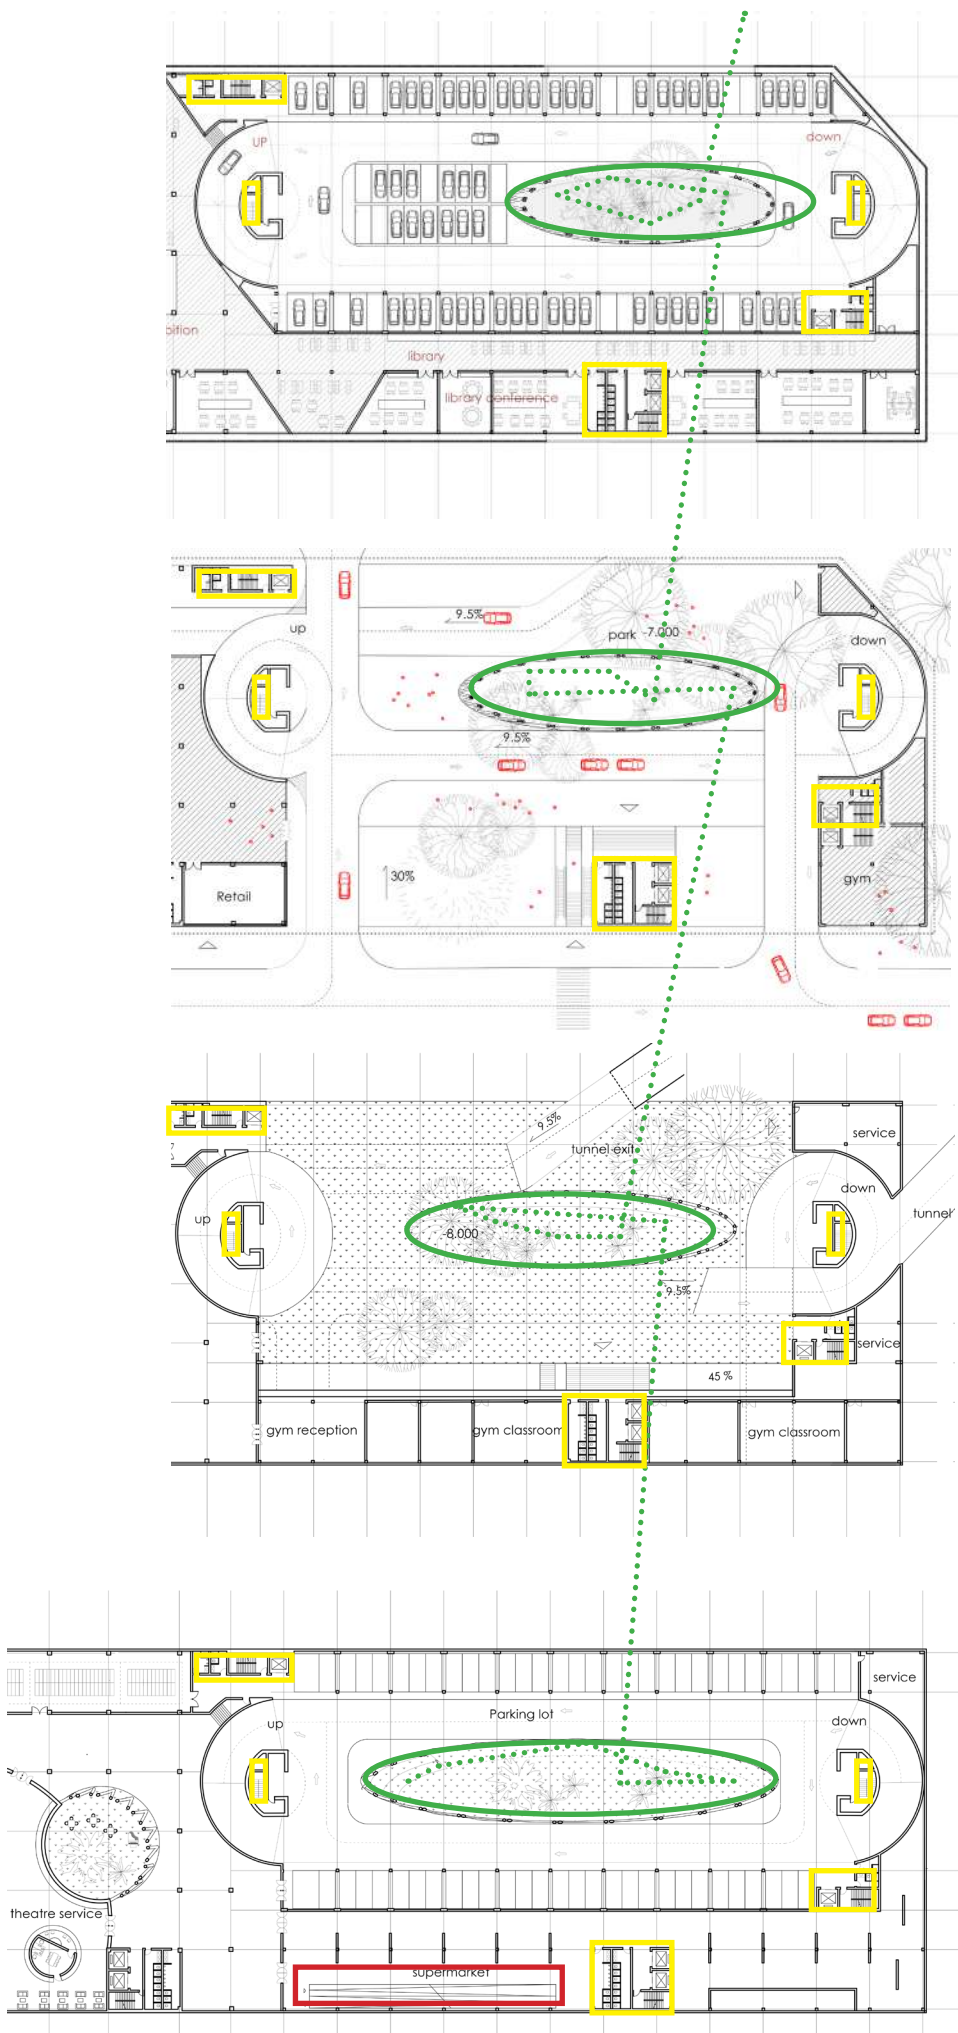 UP
down
bition
library
library conference
9.5%
up
park -7.000
down
9.5%
30%
Retail
gym
9.5%
tunnel exit
service
down
up
tunnel
-8.000
9.5%
service
45 %
gym reception
gym classroom
gym classroom
service
Parking lot
up
down
theatre service
supermarket